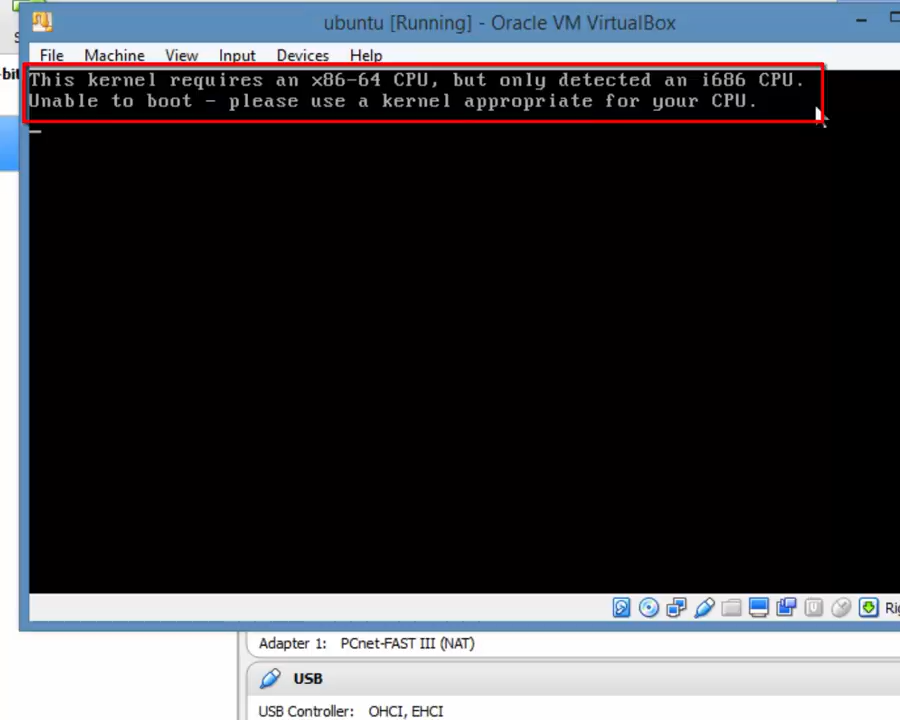 ubuntu [Running] - Oracle VM VirtualBox
File Machine View Input Devices Help
This kernel requires an x86-64 CPU, but only detected an i686 CPU.
Unable to boot - please use a kernel appropriate for your CPU.
-bit
Adapter 1: PCnet-FAST III (NAT)
USB
USB Controller: OHCI, EHCI